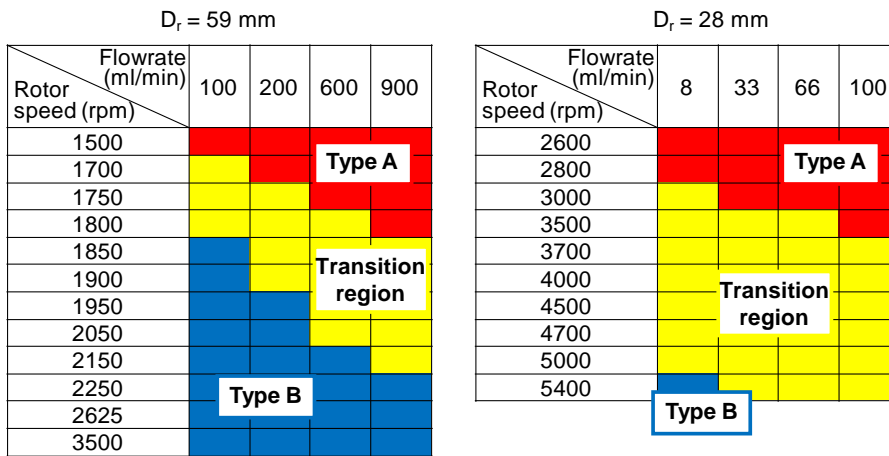 Dᵣ = 59 mm
Flowrate
(ml/min)
Rotor
speed (rpm)
100 200 600 900
1500
1700
1750
1800
1850
1900
1950
2050
2150
2250
2625
3500
Type A
Transition
region
Type B
Dᵣ = 28 mm
Flowrate
(ml/min)
Rotor
speed (rpm)
8 33 66 100
2600
2800
3000
3500
3700
4000
4500
4700
5000
5400
Type A
Transition
region
Type B